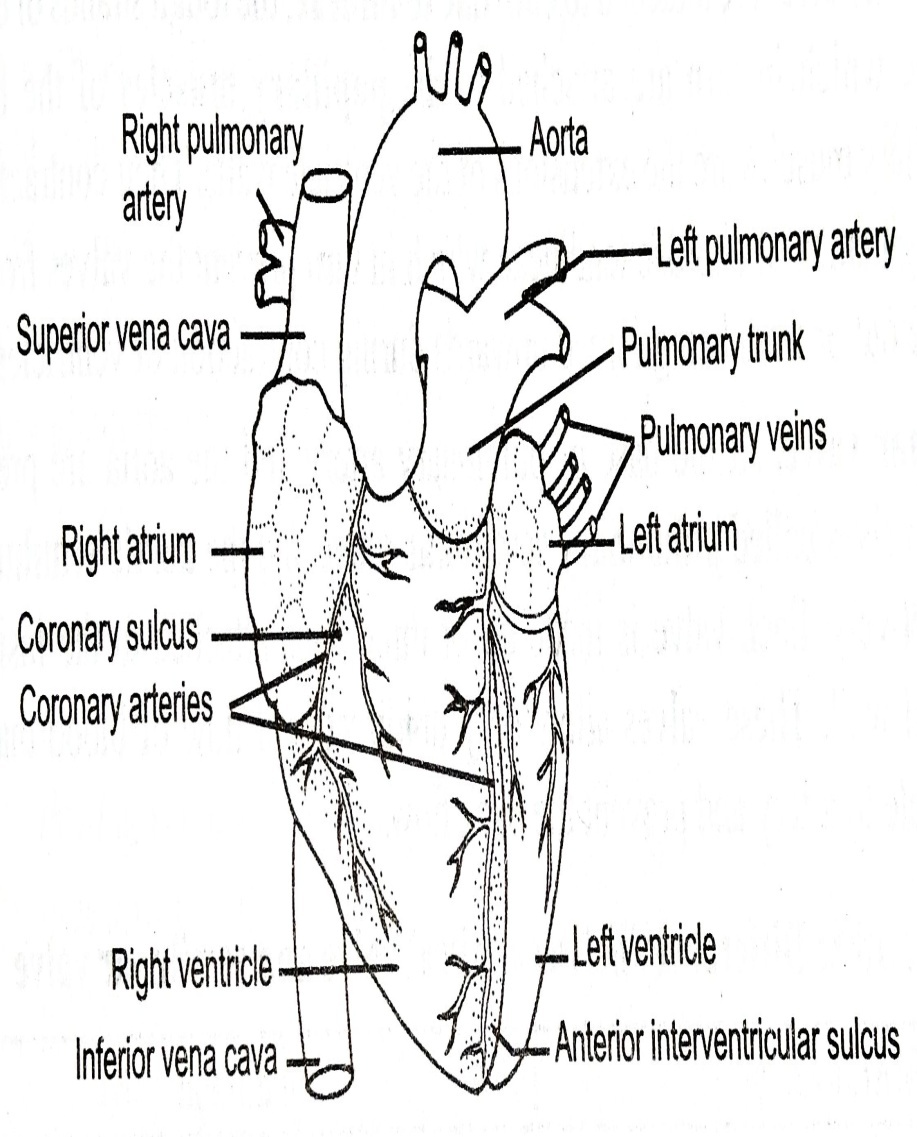 Right pulmonary
artery
Aorta
Left pulmonary artery
Superior vena cava
Pulmonary trunk
Pulmonary veins
Right atrium
Left atrium
Coronary sulcus
Coronary arteries
Right ventricle
Left ventricle
Inferior vena cava
Anterior interventricular sulcus